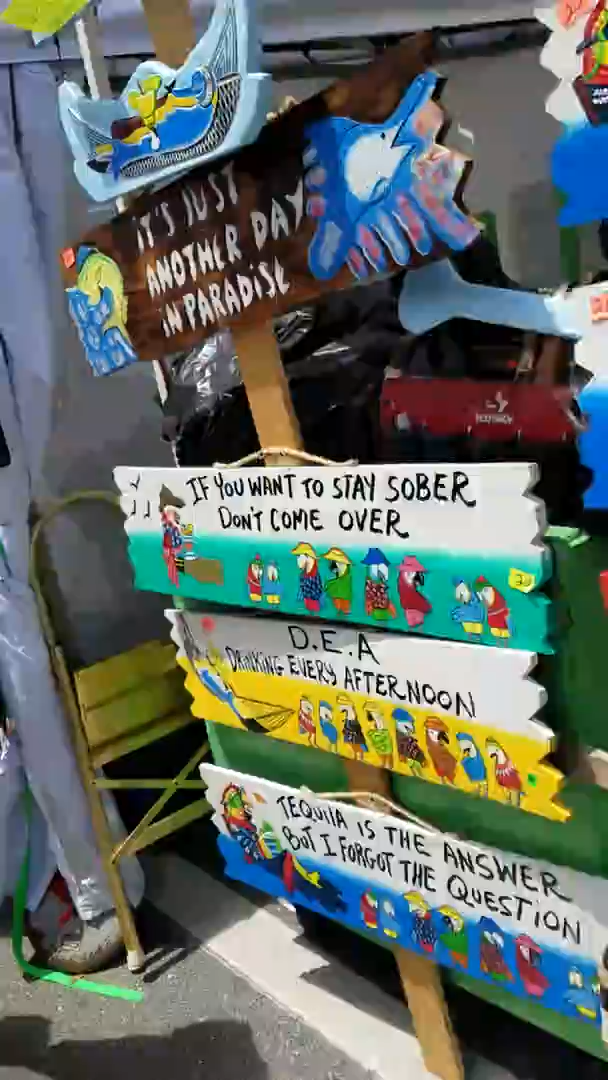 IT'S JUST
ANOTHER DAY
IN PARADISE
IF YOU WANT TO STAY SOBER
DON'T COME OVER
D.E.A
DRINKING EVERY AFTERNOON
TEQUILA IS THE ANSWER
BUT I FORGOT THE QUESTION